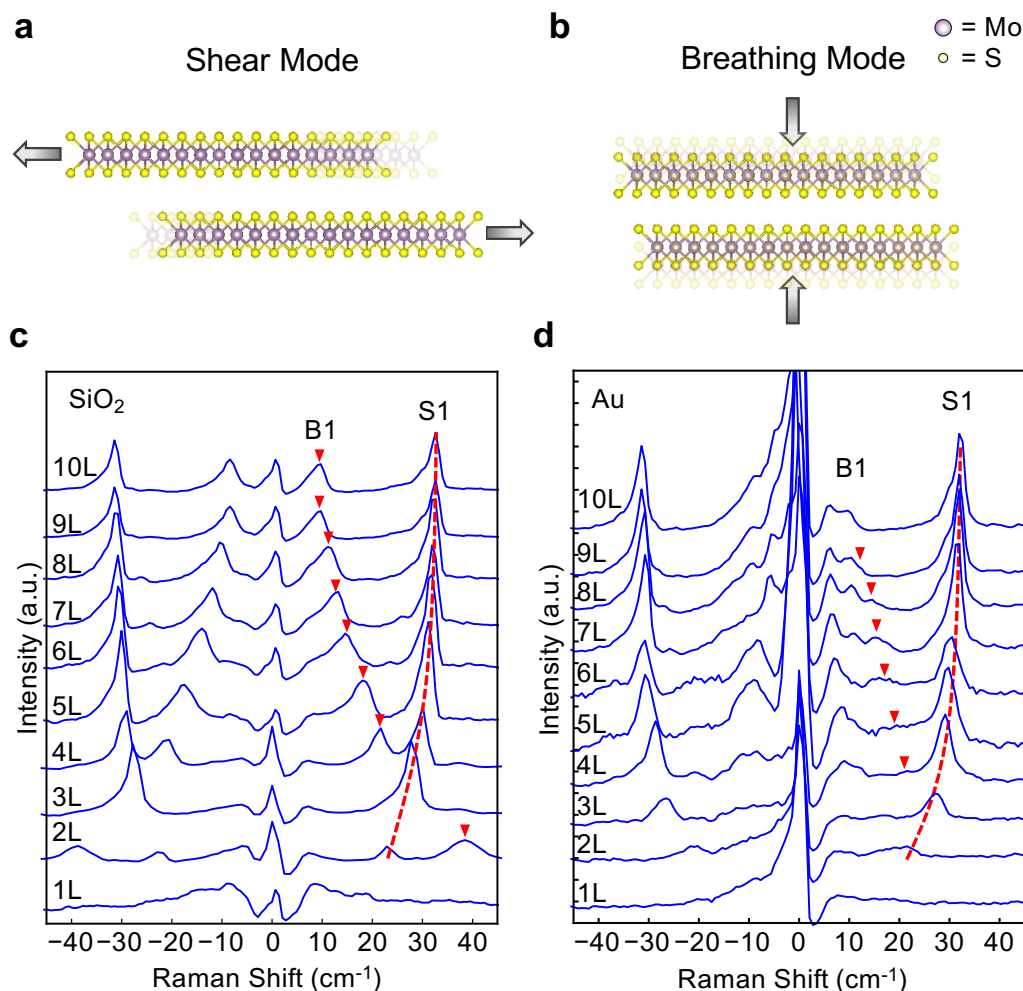 a
b
= Mo
= S
Shear Mode
Breathing Mode
c
d
SiO₂
B1
S1
10L
9L
8L
7L
6L
5L
4L
3L
2L
1L
Intensity (a.u.)
-40 -30 -20 -10 0 10 20 30 40
Raman Shift (cm⁻¹)
Au
B1
S1
10L
9L
8L
7L
6L
5L
4L
3L
2L
1L
Intensity (a.u.)
-40 -30 -20 -10 0 10 20 30 40
Raman Shift (cm⁻¹)